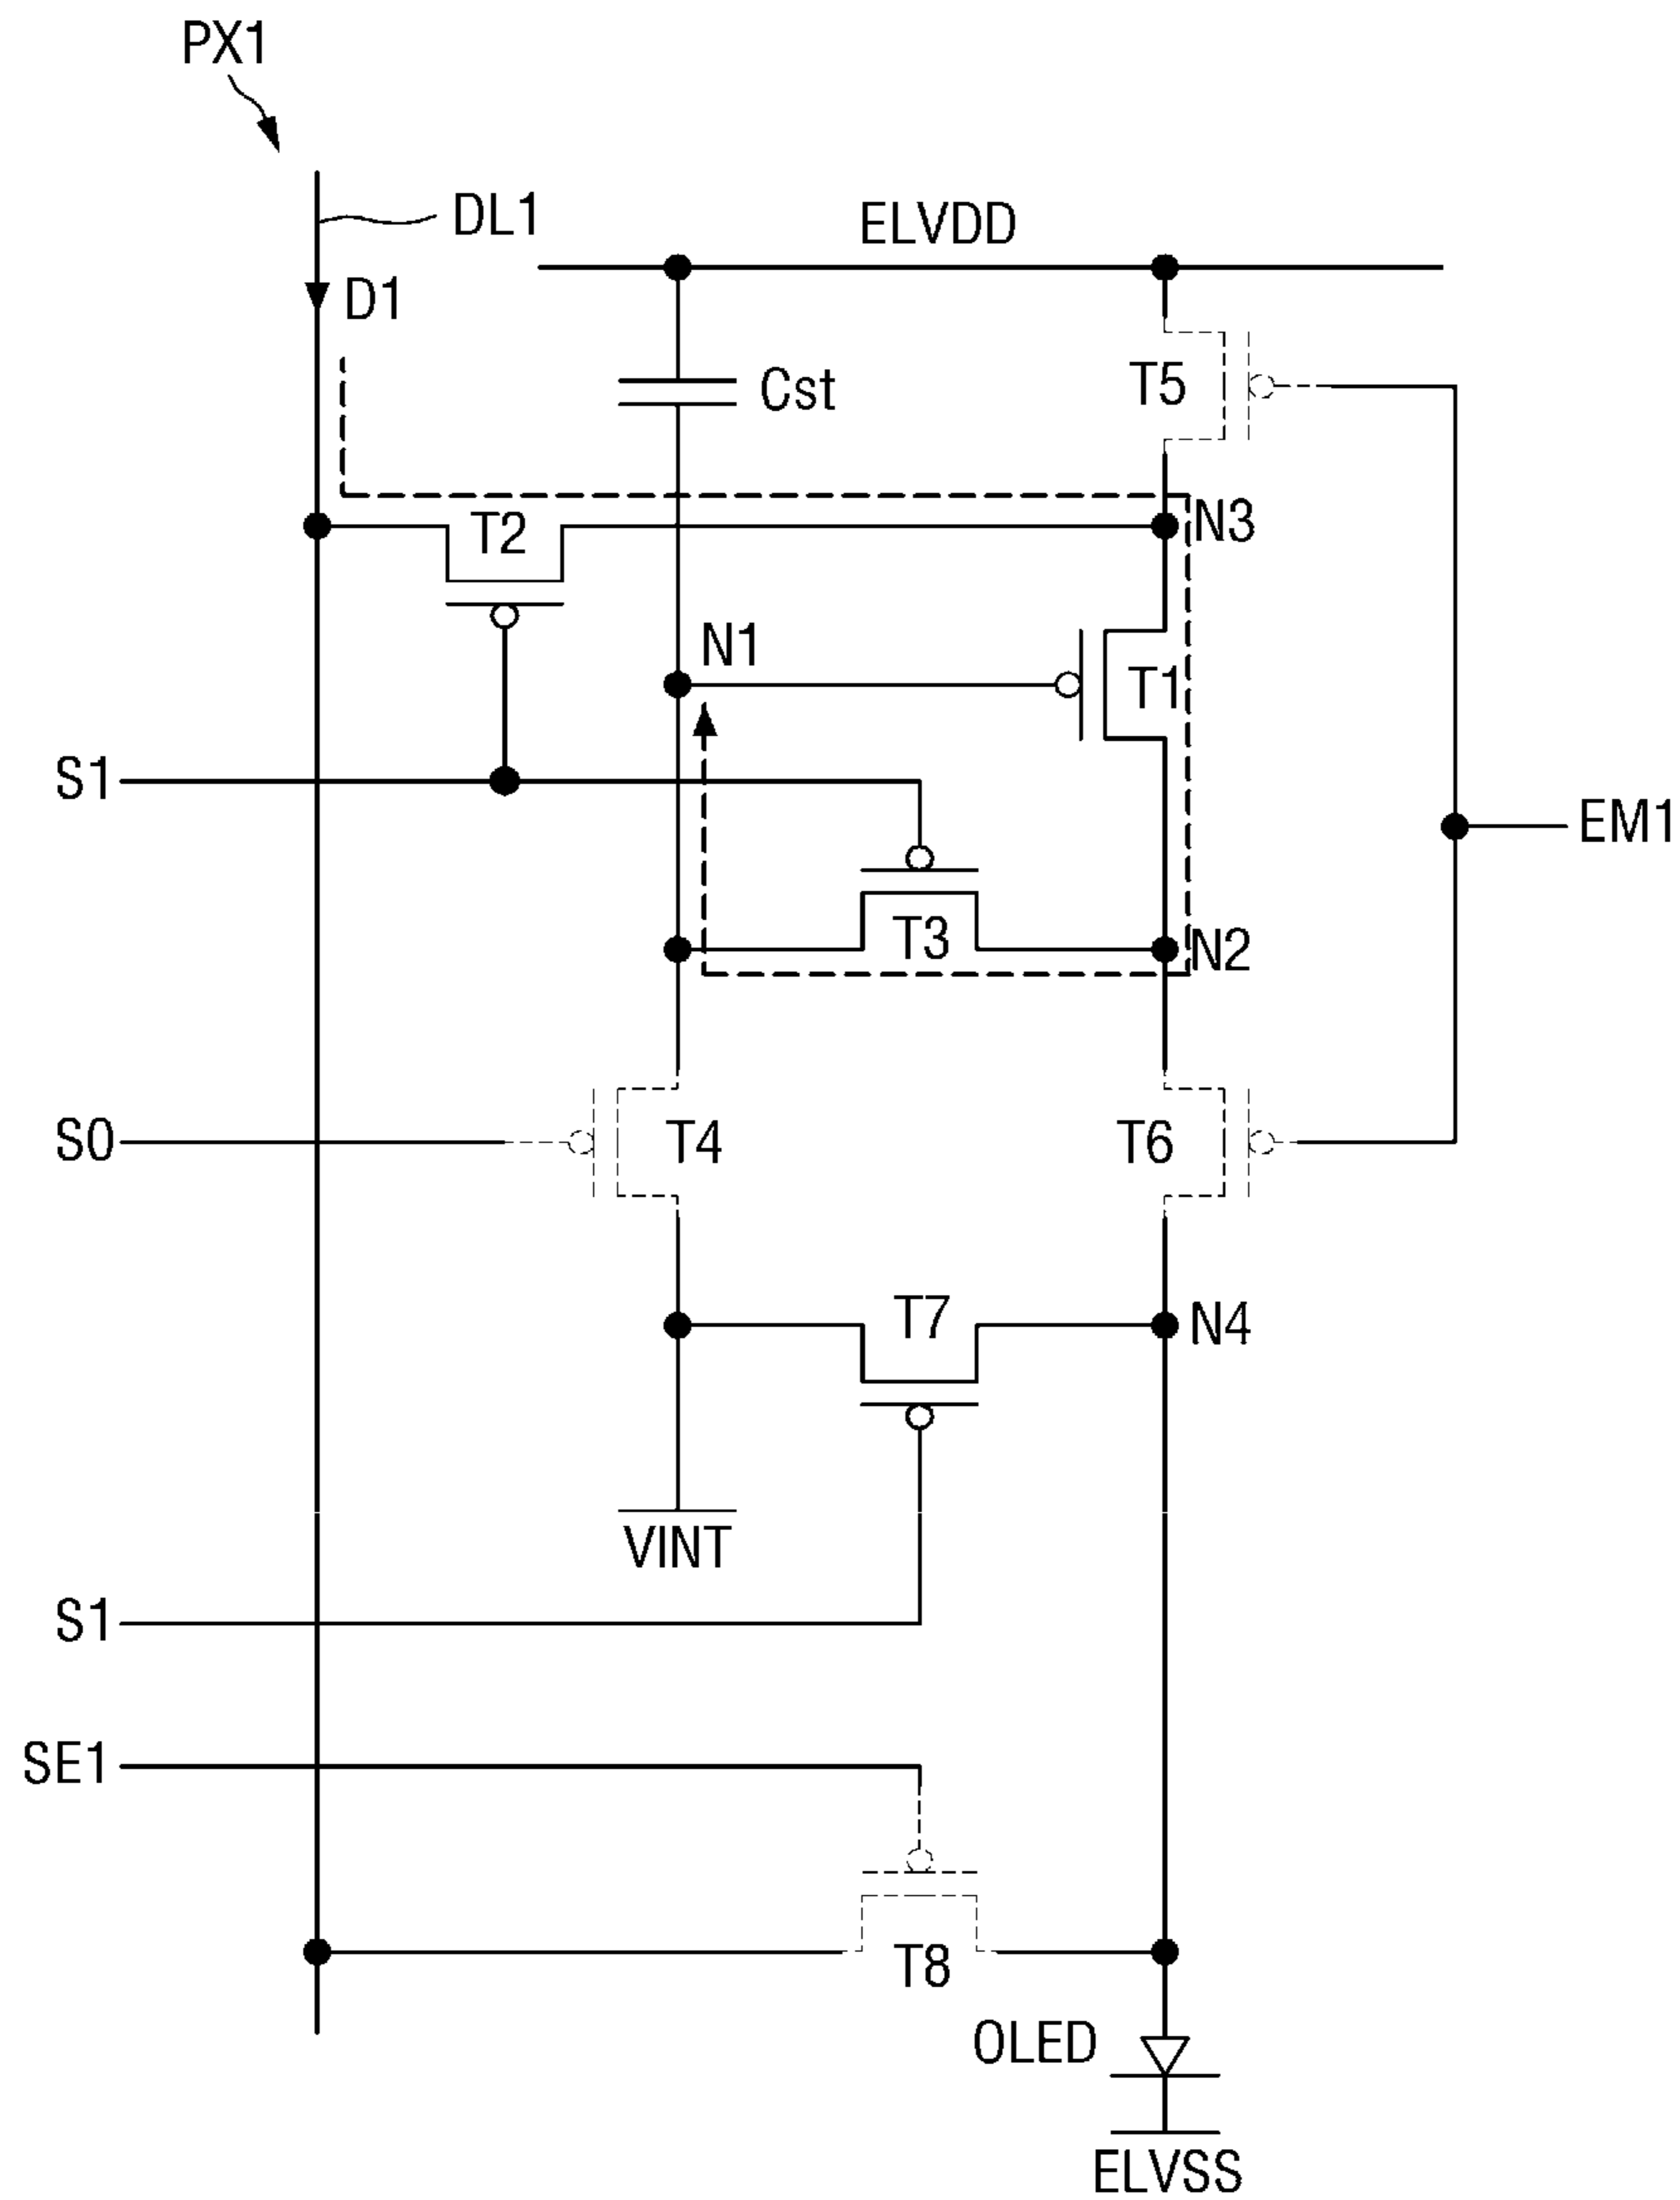 PX1
DL1
ELVDD
D1
Cst
T5
T2
N3
N1
T1
S1
EM1
T3
N2
S0
T4
T6
T7
N4
VINT
S1
SE1
T8
OLED
ELVSS